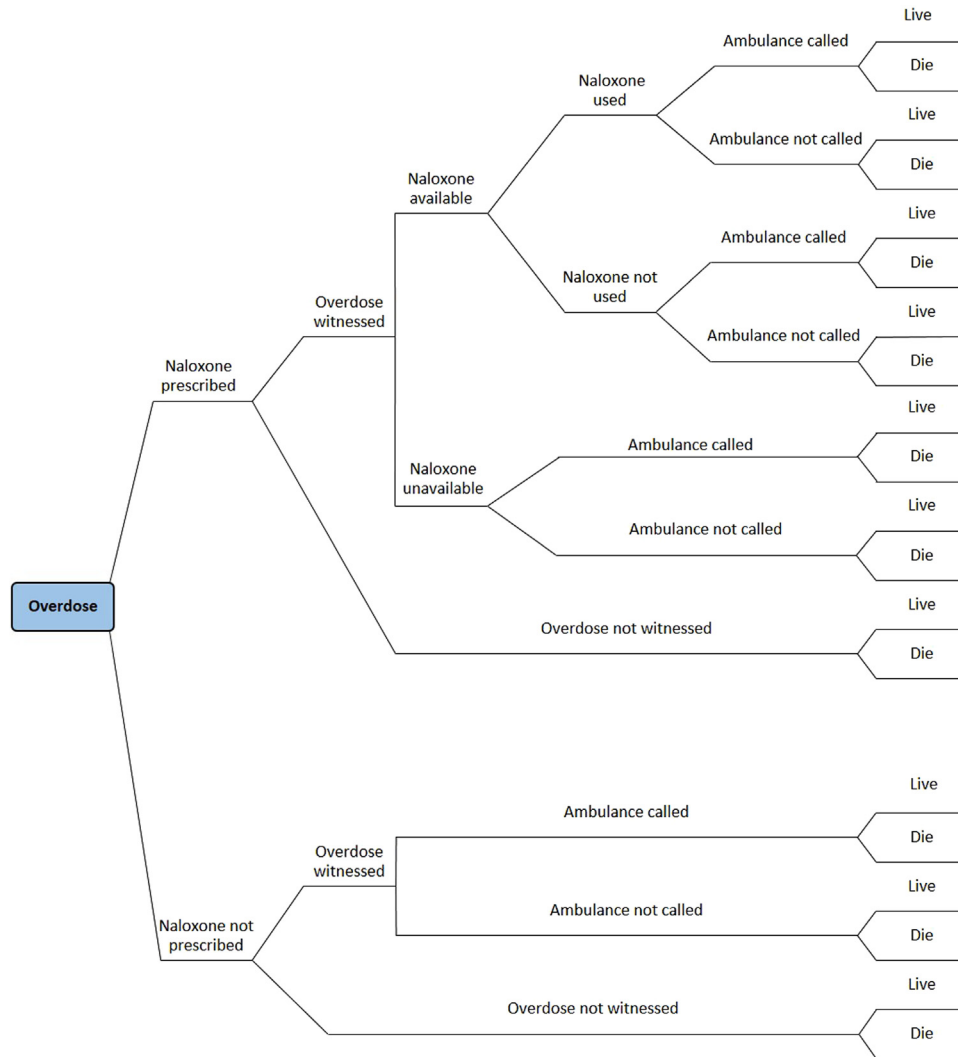 Live
Ambulance called
Die
Naloxone
used
Live
Ambulance not called
Die
Naloxone
available
Live
Ambulance called
Die
Naloxone not
used
Overdose
witnessed
Live
Ambulance not called
Die
Naloxone
prescribed
Live
Ambulance called
Die
Naloxone
unavailable
Live
Ambulance not called
Die
Overdose
Live
Overdose not witnessed
Die
Live
Ambulance called
Die
Overdose
witnessed
Live
Ambulance not called
Die
Naloxone not
prescribed
Live
Overdose not witnessed
Die